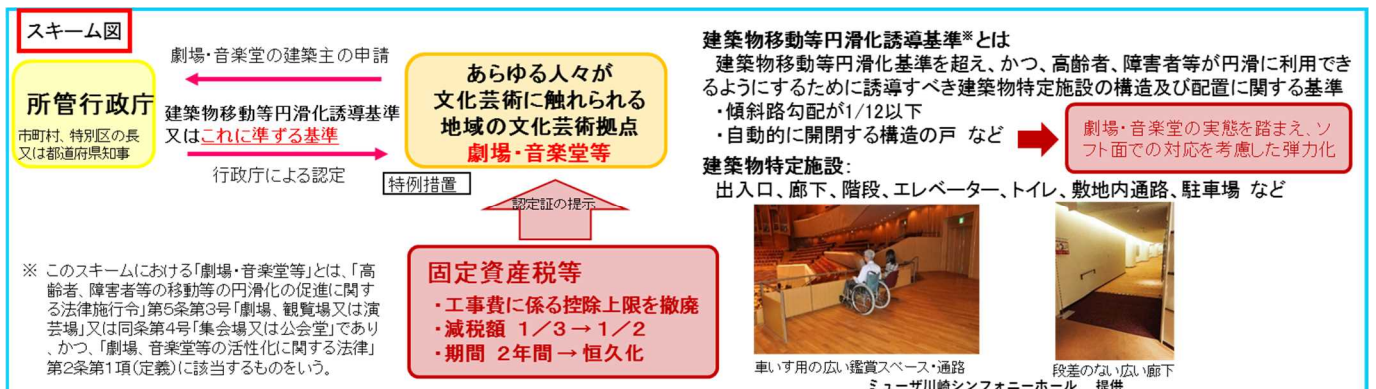 スキーム図
劇場・音楽堂の建築主の申請
所管行政庁
市町村、特別区の長
又は都道府県知事
建築物移動等円滑化誘導基準
又はこれに準ずる基準
行政庁による認定
あらゆる人々が
文化芸術に触れられる
地域の文化芸術拠点
劇場・音楽堂等
特例措置
認定証の提示
固定資産税等
・工事費に係る控除上限を撤廃
・減税額 1/3→1/2
・期間 2年間→恒久化
※ このスキームにおける「劇場・音楽堂等」とは、「高
齢者、障害者等の移動等の円滑化の促進に関す
る法律施行令」第5条第3号「劇場、観覧場又は演
芸場」又は同条第4号「集会場又は公会堂」であり
、かつ、「劇場、音楽堂等の活性化に関する法律」
第2条第1項(定義)に該当するものをいう。
建築物移動等円滑化誘導基準※とは
建築物移動等円滑化基準を超え、かつ、高齢者、障害者等が円滑に利用でき
るようにするために誘導すべき建築物特定施設の構造及び配置に関する基準
・傾斜路勾配が1/12以下
・自動的に開閉する構造の戸 など
劇場・音楽堂の実態を踏まえ、ソ
フト面での対応を考慮した弾力化
建築物特定施設:
出入口、廊下、階段、エレベーター、トイレ、敷地内通路、駐車場 など
車いす用の広い鑑賞スペース・通路
段差のない広い廊下
ミューザ川崎シンフォニーホール 提供